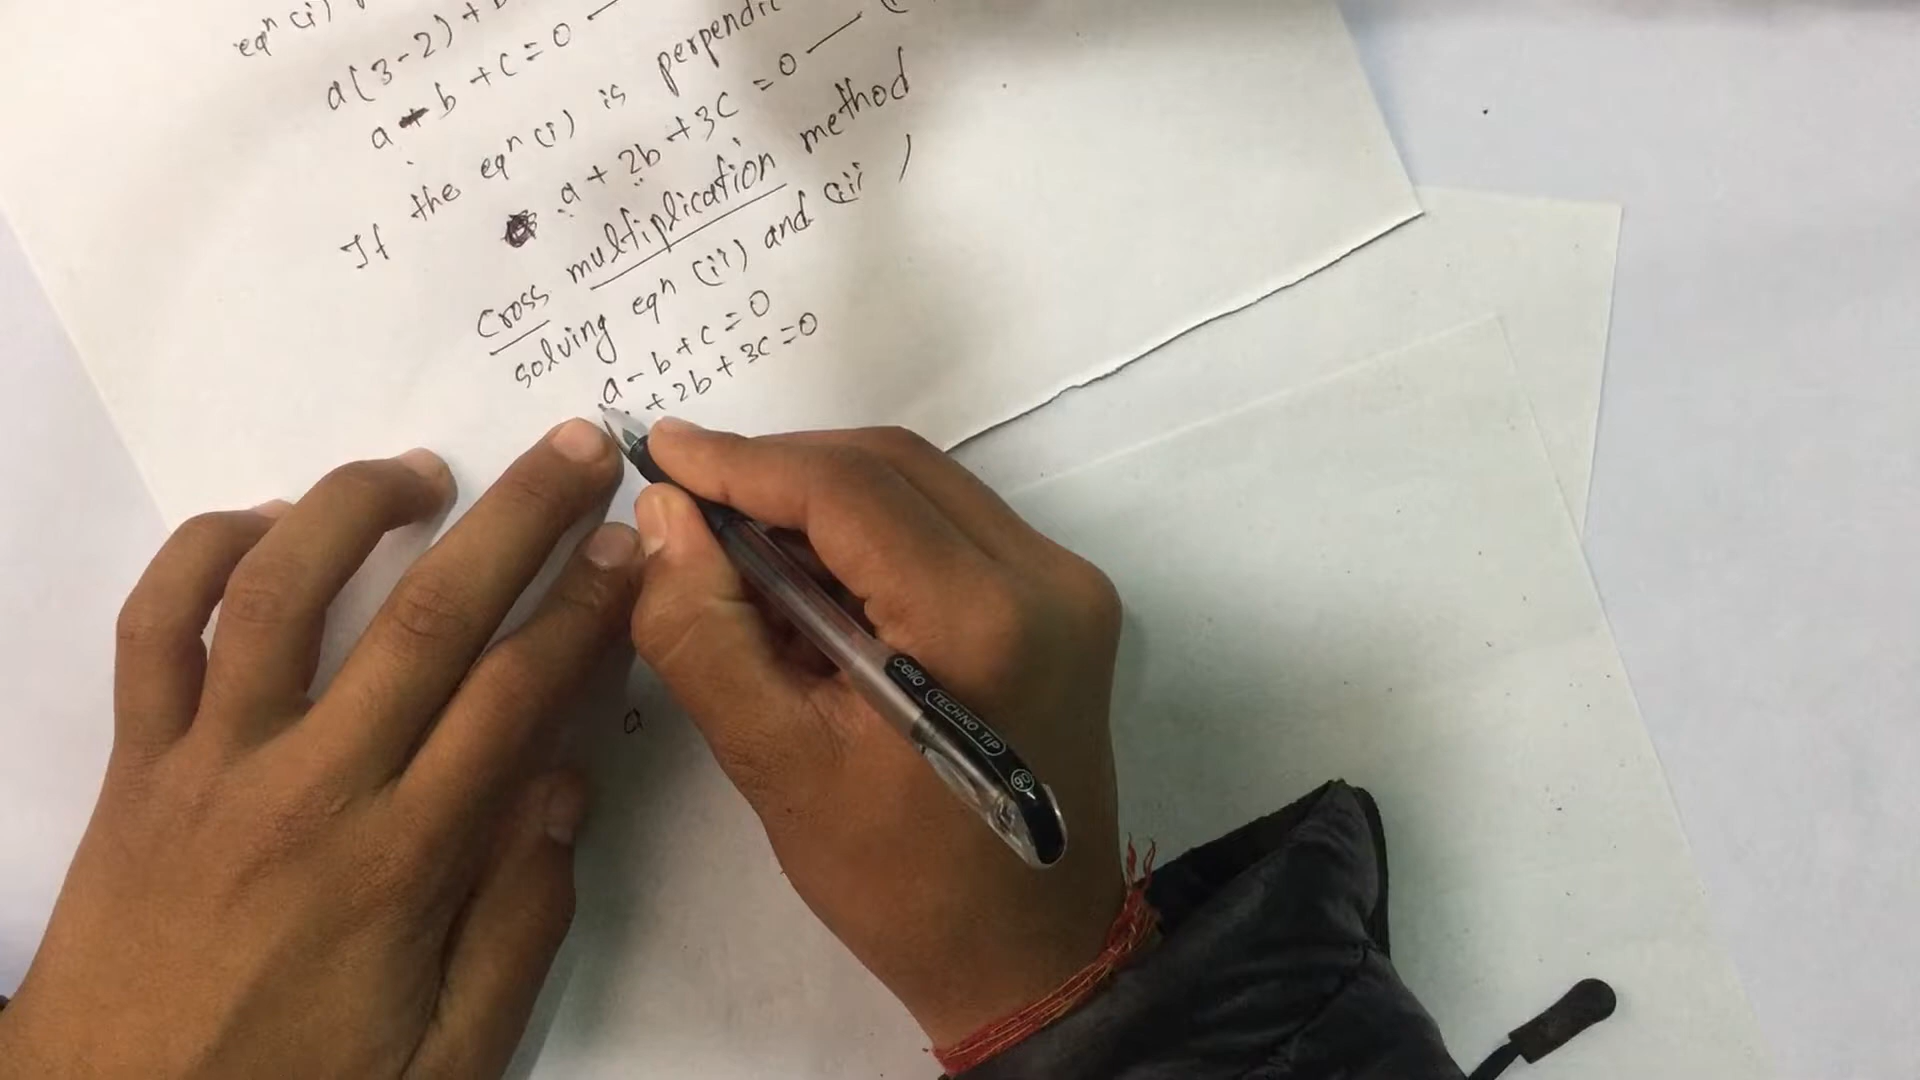 eqⁿ (i)
a(3-2) +
a - b + c = 0 —
If the eqⁿ (i) is perpendic
a + 2b + 3c = 0 —
Cross multiplication method
solving eqⁿ (ii) and (iii)
a - b + c = 0
+ 2b + 3c = 0
a
cello TECHNO TIP